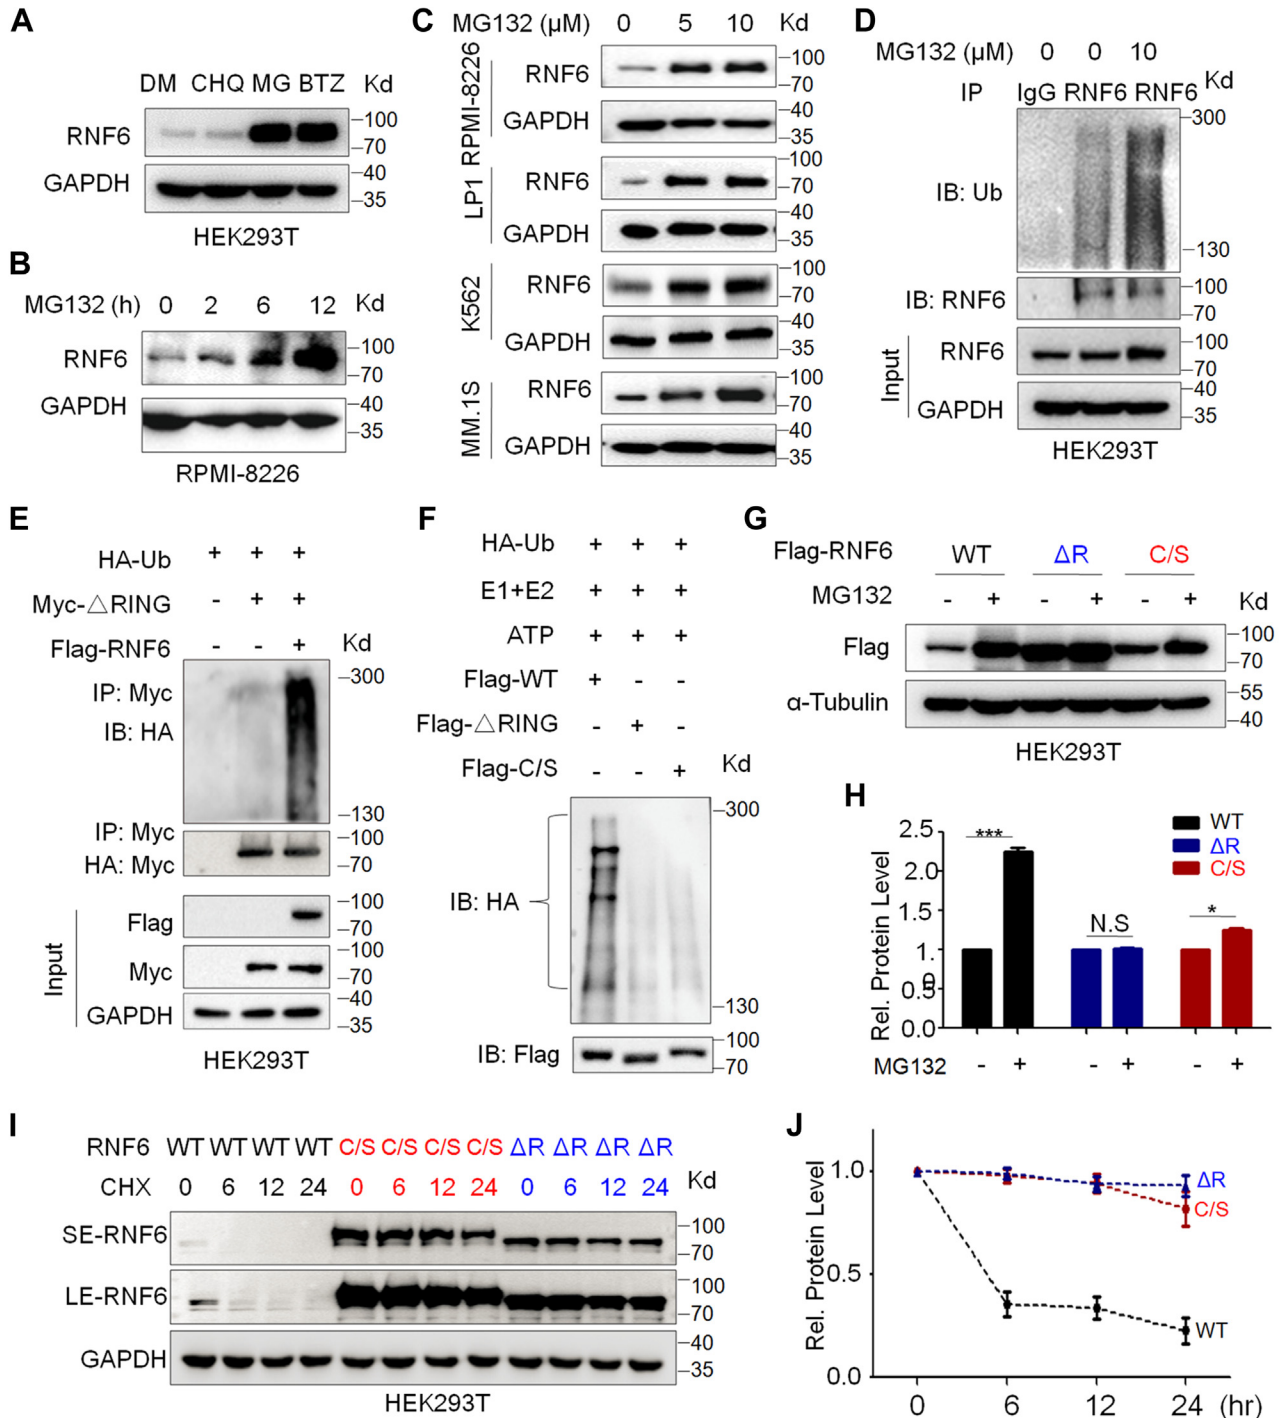 A
DM CHQ MG BTZ Kd
RNF6 –100
–70
GAPDH –40
–35
HEK293T
B
MG132 (h) 0 2 6 12 Kd
RNF6 –100
–70
GAPDH –40
–35
RPMI-8226
C
MG132 (μM) 0 5 10 Kd
RPMI-8226
RNF6 –100
–70
GAPDH –40
–35
LP1
RNF6 –100
–70
GAPDH –40
–35
K562
RNF6 –100
–70
GAPDH –40
–35
MM.1S
RNF6 –100
–70
GAPDH –40
–35
D
MG132 (μM) 0 0 10
IP IgG RNF6 RNF6 Kd
–300
IB: Ub
–130
IB: RNF6 –100
–70
Input
RNF6 –100
–70
GAPDH –40
–35
HEK293T
E
HA-Ub + + +
Myc-△RING - + +
Flag-RNF6 - - + Kd
IP: Myc –300
IB: HA
–130
IP: Myc –100
HA: Myc –70
Input
Flag –100
–70
Myc –100
–70
GAPDH –40
–35
HEK293T
F
HA-Ub + + +
E1+E2 + + +
ATP + + +
Flag-WT + - -
Flag-△RING - + -
Flag-C/S - - + Kd
–300
IB: HA
–130
IB: Flag –100
–70
G
Flag-RNF6 WT ΔR C/S
MG132 - + - + - + Kd
Flag –100
–70
α-Tubulin –55
–40
HEK293T
H
Rel. Protein Level
2.5
2.0
1.5
1.
0
0.5
0.0
*** N.S *
WT
ΔR
C/S
MG132 - + - + - +
I
RNF6 WT WT WT WT C/S C/S C/S C/S ΔR ΔR ΔR ΔR
CHX 0 6 12 24 0 6 12 24 0 6 12 24 Kd
SE-RNF6 –100
–70
LE-RNF6 –100
–70
GAPDH –40
–35
HEK293T
J
Rel. Protein Level
1.0
0.5
0.0
ΔR
C/S
WT
0 6 12 24 (hr)